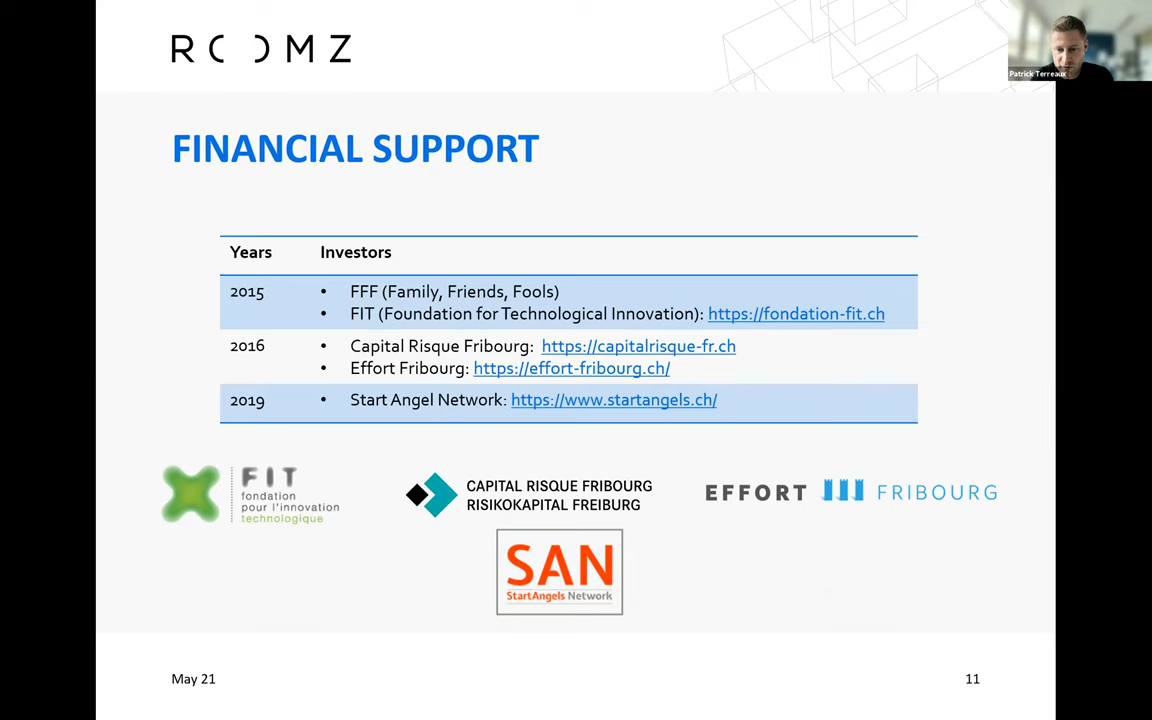 ROOMZ
Patrick Terreaux
FINANCIAL SUPPORT
Years Investors
2015 • FFF (Family, Friends, Fools)
• FIT (Foundation for Technological Innovation): https://fondation-fit.ch
2016 • Capital Risque Fribourg: https://capitalrisque-fr.ch
• Effort Fribourg: https://effort-fribourg.ch/
2019 • Start Angel Network: https://www.startangels.ch/
FIT
fondation
pour l'innovation
technologique
CAPITAL RISQUE FRIBOURG
RISIKOKAPITAL FREIBURG
EFFORT FRIBOURG
SAN
StartAngels Network
May 21
11